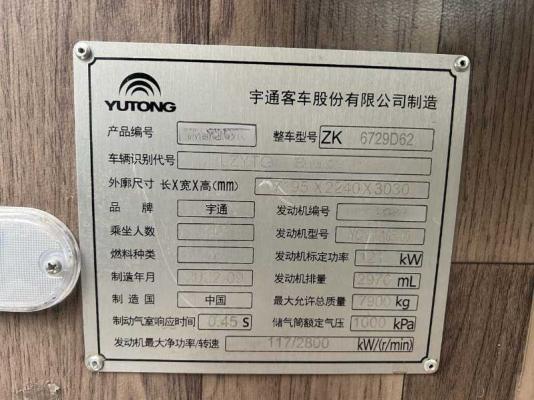 YUTONG
宇通客车股份有限公司制造
产品编号 整车型号 ZK 6729D62
车辆识别代号
外廓尺寸 长X宽X高(mm) 95X2240X3030
品牌 宇通 发动机编号
乘坐人数 发动机型号
燃料种类 发动机标定功率 kW
制造年月 发动机排量 2970 mL
制造国 中国 最大允许总质量 7900 kg
制动气室响应时间 0.45 S 储气筒额定气压 1000 kPa
发动机最大净功率/转速 117/2800 kW/(r/min)